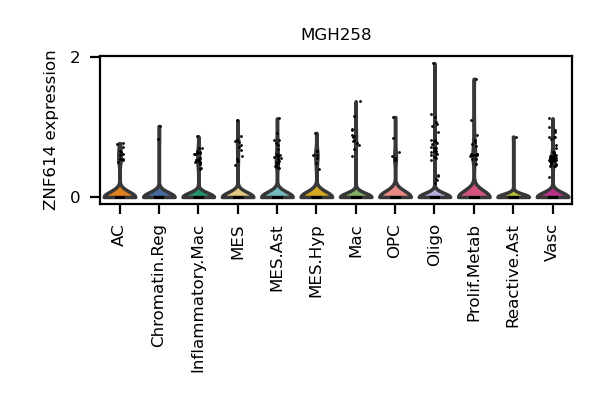 MGH258
ZNF614 expression
2
0
AC
Chromatin.Reg
Inflammatory.Mac
MES
MES.Ast
MES.Hyp
Mac
OPC
Oligo
Prolif.Metab
Reactive.Ast
Vasc